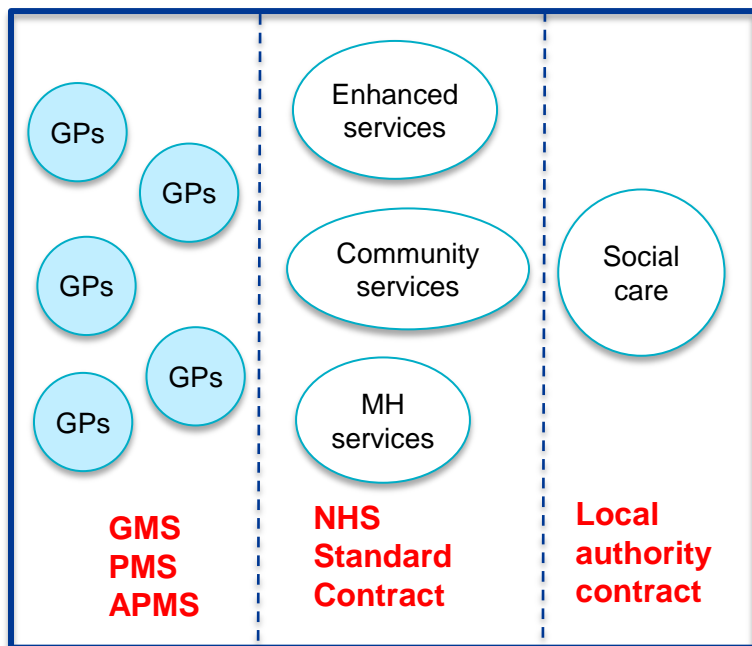 GPs
GPs
GPs
GPs
GPs
GMS
PMS
APMS
Enhanced
services
Community
services
MH
services
NHS
Standard
Contract
Social
care
Local
authority
contract